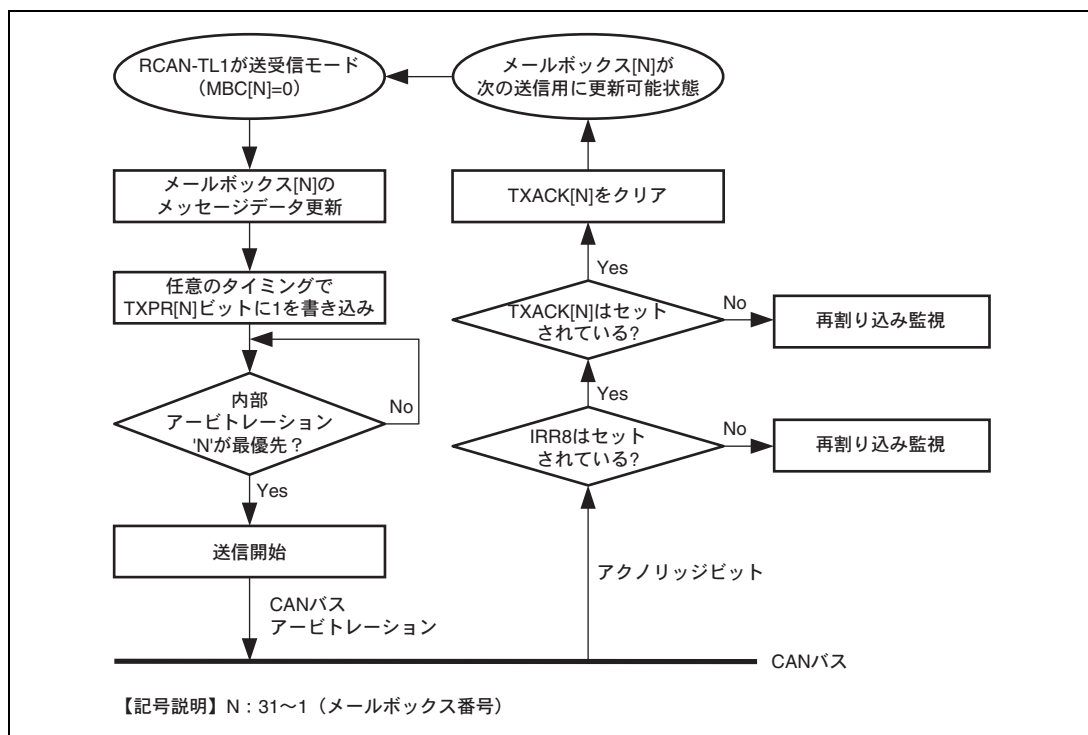 RCAN-TL1が送受信モード
（MBC[N]=0）
メールボックス[N]の
メッセージデータ更新
任意のタイミングで
TXPR[N]ビットに1を書き込み
内部
アービトレーション
'N'が最優先？
No
Yes
送信開始
CANバス
アービトレーション
メールボックス[N]が
次の送信用に更新可能状態
TXACK[N]をクリア
Yes
TXACK[N]はセット
されている?
No
再割り込み監視
Yes
IRR8はセット
されている?
No
再割り込み監視
アクノリッジビット
CANバス
【記号説明】N：31～1（メールボックス番号）